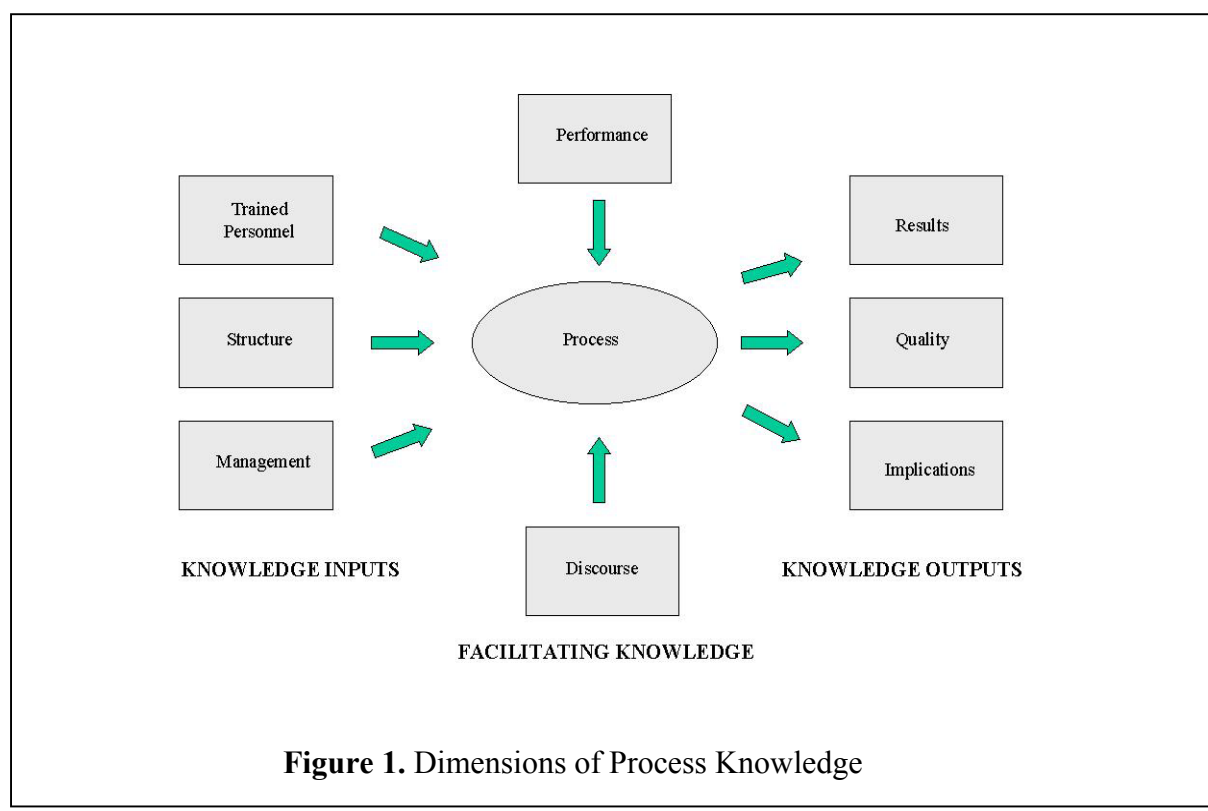 Performance
Trained
Personnel
Results
Structure
Process
Quality
Management
Implications
KNOWLEDGE INPUTS
Discourse
KNOWLEDGE OUTPUTS
FACILITATING KNOWLEDGE
Figure 1. Dimensions of Process Knowledge